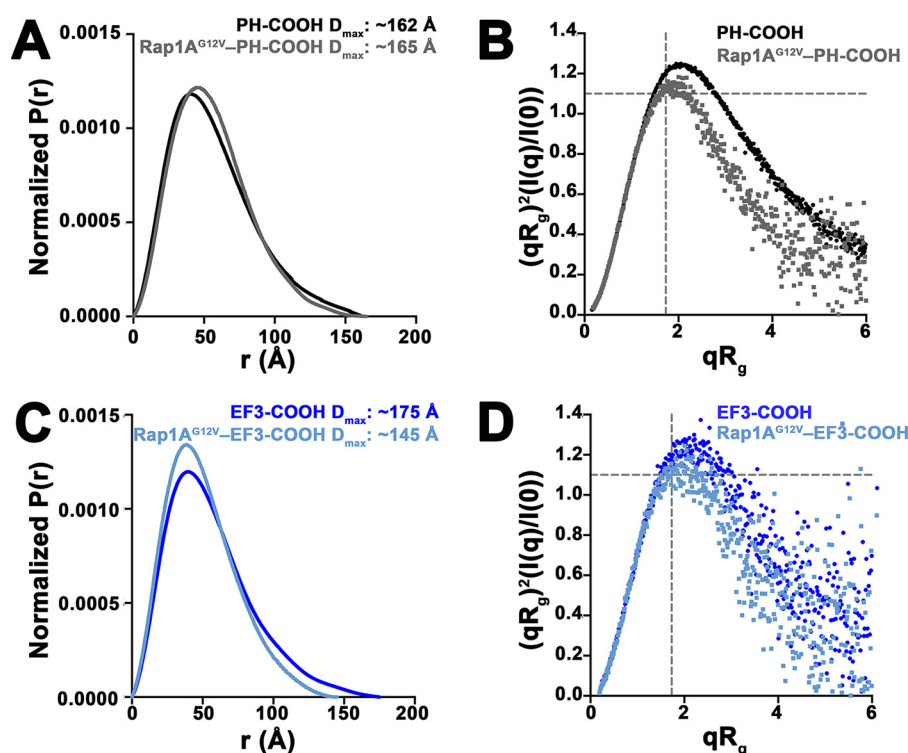 A
PH-COOH Dmax: ~162 Å
Rap1AG12V–PH-COOH Dmax: ~165 Å
Normalized P(r)
0.0015
0.0010
0.0005
0.0000
0 50 100 150 200
r (Å)
B
PH-COOH
Rap1AG12V–PH-COOH
(qRg)2(I(q)/I(0))
1.4
1.2
1.0
0.8
0.6
0.4
0.2
0.0
0 2 4 6
qRg
C
EF3-COOH Dmax: ~175 Å
Rap1AG12V–EF3-COOH Dmax: ~145 Å
Normalized P(r)
0.0015
0.0010
0.0005
0.0000
0 50 100 150 200
r (Å)
D
EF3-COOH
Rap1AG12V–EF3-COOH
(qRg)2(I(q)/I(0))
1.4
1.2
1.0
0.8
0.6
0.4
0.2
0.0
0 2 4 6
qRg